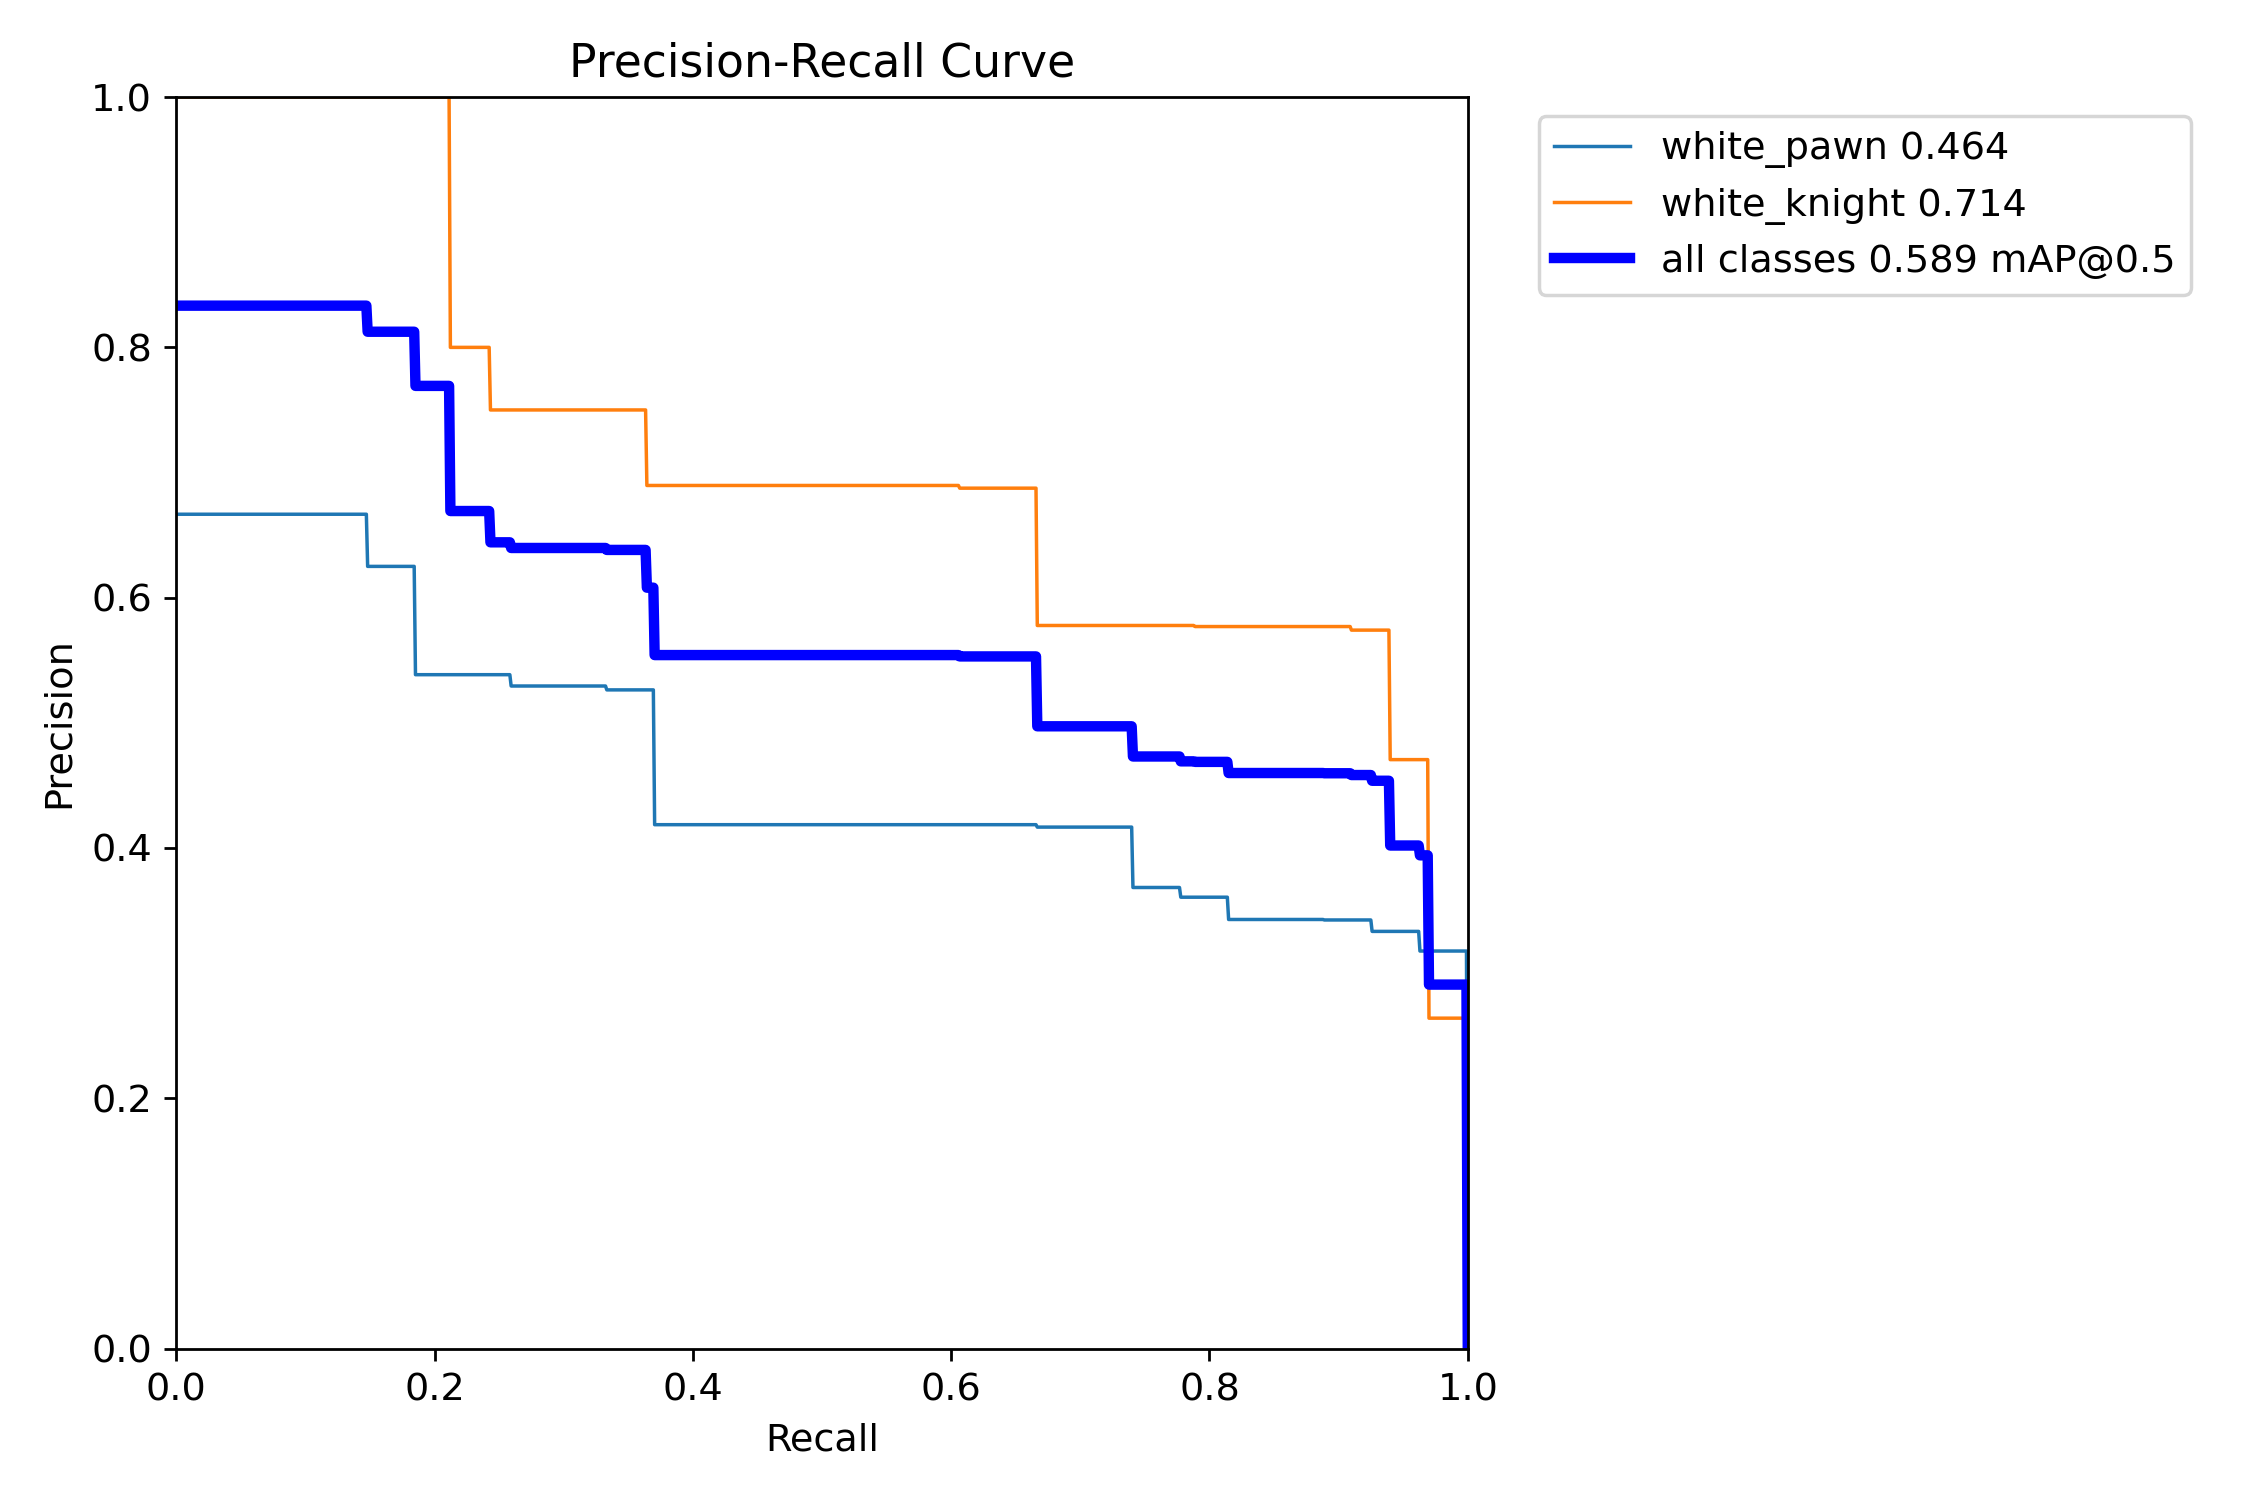 Precision-Recall Curve
1.0
0.8
0.6
0.4
0.2
0.0
Precision
0.0 0.2 0.4 0.6 0.8 1.0
Recall
white_pawn 0.464
white_knight 0.714
all classes 0.589 mAP@0.5